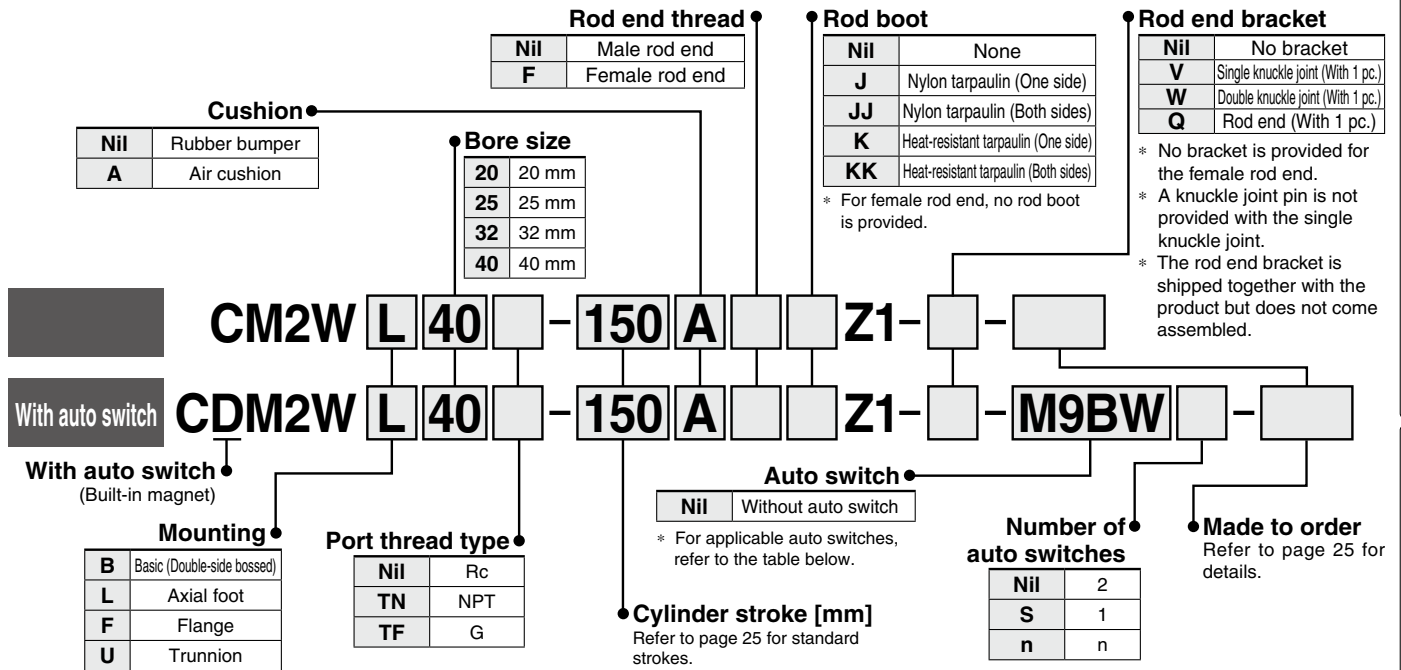 Rod end thread
Nil Male rod end
F Female rod end
Rod boot
Nil None
J Nylon tarpaulin (One side)
JJ Nylon tarpaulin (Both sides)
K Heat-resistant tarpaulin (One side)
KK Heat-resistant tarpaulin (Both sides)
* For female rod end, no rod boot
is provided.
Rod end bracket
Nil No bracket
V Single knuckle joint (With 1 pc.)
W Double knuckle joint (With 1 pc.)
Q Rod end (With 1 pc.)
* No bracket is provided for
the female rod end.
* A knuckle joint pin is not
provided with the single
knuckle joint.
* The rod end bracket is
shipped together with the
product but does not come
assembled.
Cushion
Nil Rubber bumper
A Air cushion
Bore size
20 20 mm
25 25 mm
32 32 mm
40 40 mm
CM2W L 40 – 150 A Z1– –
With auto switch CDM2W L 40 – 150 A Z1– – M9BW –
With auto switch
(Built-in magnet)
Mounting
B Basic (Double-side bossed)
L Axial foot
F Flange
U Trunnion
Port thread type
Nil Rc
TN NPT
TF G
Cylinder stroke [mm]
Refer to page 25 for standard
strokes.
Auto switch
Nil Without auto switch
* For applicable auto switches,
refer to the table below.
Number of
auto switches
Nil 2
S 1
n n
Made to order
Refer to page 25 for
details.